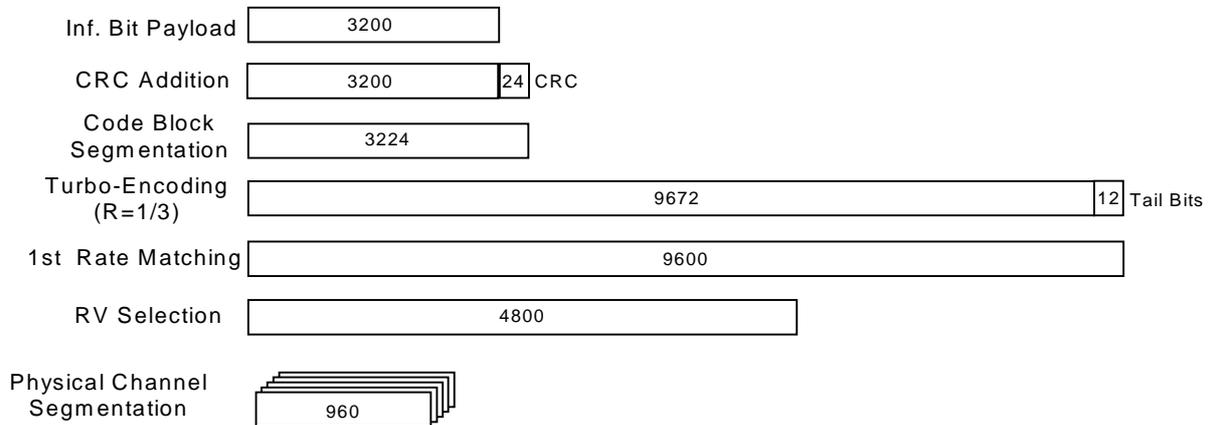 Inf. Bit Payload 3200
CRC Addition 3200 24 CRC
Code Block
Segmentation 3224
Turbo-Encoding
(R=1/3) 9672 12 Tail Bits
1st Rate Matching 9600
RV Selection 4800
Physical Channel
Segmentation 960